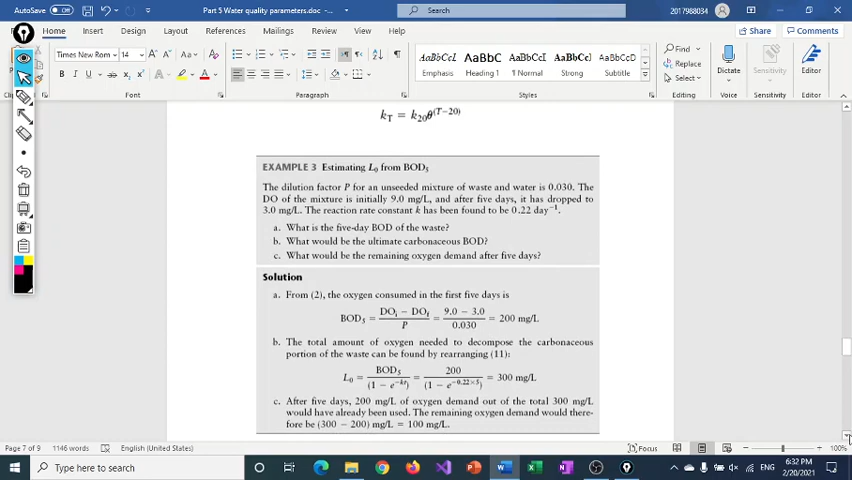 AutoSave Off Part 5 Water quality parameters.doc - Search 2017988034
File Home Insert Draw Design Layout References Mailings Review View Help Share Comments
Times New Rom 14 Find
Emphasis Heading 1 1 Normal Strong Paragraph Replace Select Dictate Sensitivity Editor
Font Paragraph Styles Editing Voice Sensitivity Editor
kT = k20θ(T−20)
EXAMPLE 3 Estimating L0 from BOD5
The dilution factor P for an unseeded mixture of waste and water is 0.030. The
DO of the mixture is initially 9.0 mg/L, and after five days, it has dropped to
3.0 mg/L. The reaction rate constant k has been found to be 0.22 day−1.
a. What is the five-day BOD of the waste?
b. What would be the ultimate carbonaceous BOD?
c. What would be the remaining oxygen demand after five days?
Solution
a. From (2), the oxygen consumed in the first five days is
BOD5 = (DOi − DOf)/P = (9.0 − 3.0)/0.030 = 200 mg/L
b. The total amount of oxygen needed to decompose the carbonaceous
portion of the waste can be found by rearranging (11):
L0 = BOD5/(1 − e−kt) = 200/(1 − e−0.22×5) = 300 mg/L
c. After five days, 200 mg/L of oxygen demand out of the total 300 mg/L
would have already been used. The remaining oxygen demand would there-
fore be (300 − 200) mg/L = 100 mg/L.
Page 7 of 9 1146 words English (United States) Focus 100%
Type here to search ENG 6:32 PM
2/20/2021